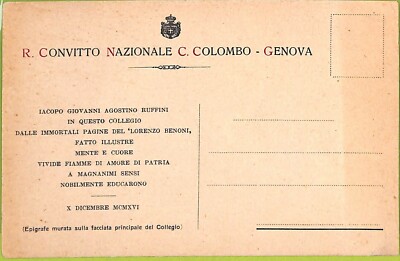 R. CONVITTO NAZIONALE C. COLOMBO - GENOVA
IACOPO GIOVANNI AGOSTINO RUFFINI
IN QUESTO COLLEGIO
DALLE IMMORTALI PAGINE DEL "LORENZO BENONI,
FATTO ILLUSTRE
MENTE E CUORE
VIVIDE FIAMME DI AMORE DI PATRIA
A MAGNANIMI SENSI
NOBILMENTE EDUCARONO
X DICEMBRE MCMXVI
(Epigrafe murata sulla facciata principale del Collegio)